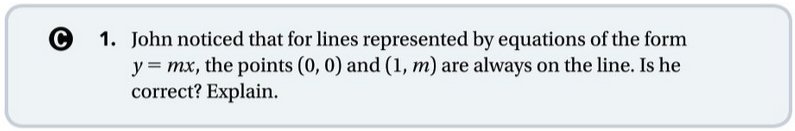 C 1. John noticed that for lines represented by equations of the form
y = mx, the points (0, 0) and (1, m) are always on the line. Is he
correct? Explain.